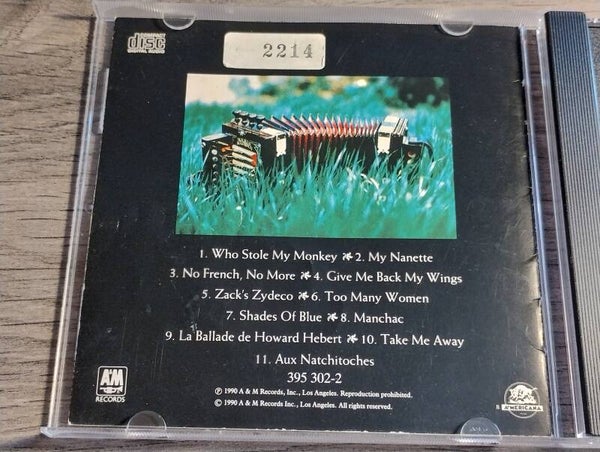 COMPACT
disc
DIGITAL AUDIO
2214
1. Who Stole My Monkey ❧ 2. My Nanette
3. No French, No More ❧ 4. Give Me Back My Wings
5. Zack's Zydeco ❧ 6. Too Many Women
7. Shades Of Blue ❧ 8. Manchac
9. La Ballade de Howard Hebert ❧ 10. Take Me Away
11. Aux Natchitoches
395 302-2
℗ 1990 A & M Records, Inc., Los Angeles. Reproduction prohibited.
© 1990 A & M Records, Inc., Los Angeles. All rights reserved.
A&M
RECORDS
AMERICANA